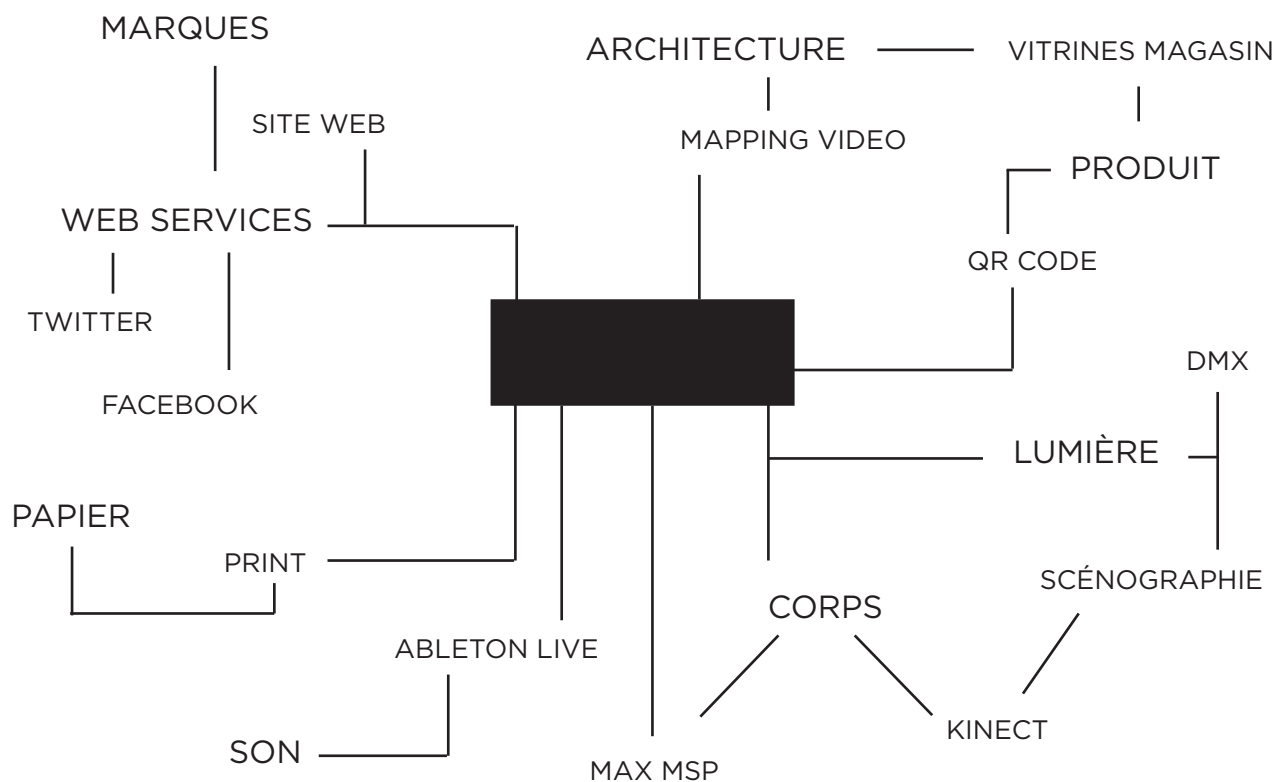 MARQUES
ARCHITECTURE
VITRINES MAGASIN
SITE WEB
MAPPING VIDEO
PRODUIT
WEB SERVICES
QR CODE
TWITTER
DMX
FACEBOOK
LUMIÈRE
PAPIER
PRINT
SCÉNOGRAPHIE
CORPS
ABLETON LIVE
KINECT
SON
MAX MSP